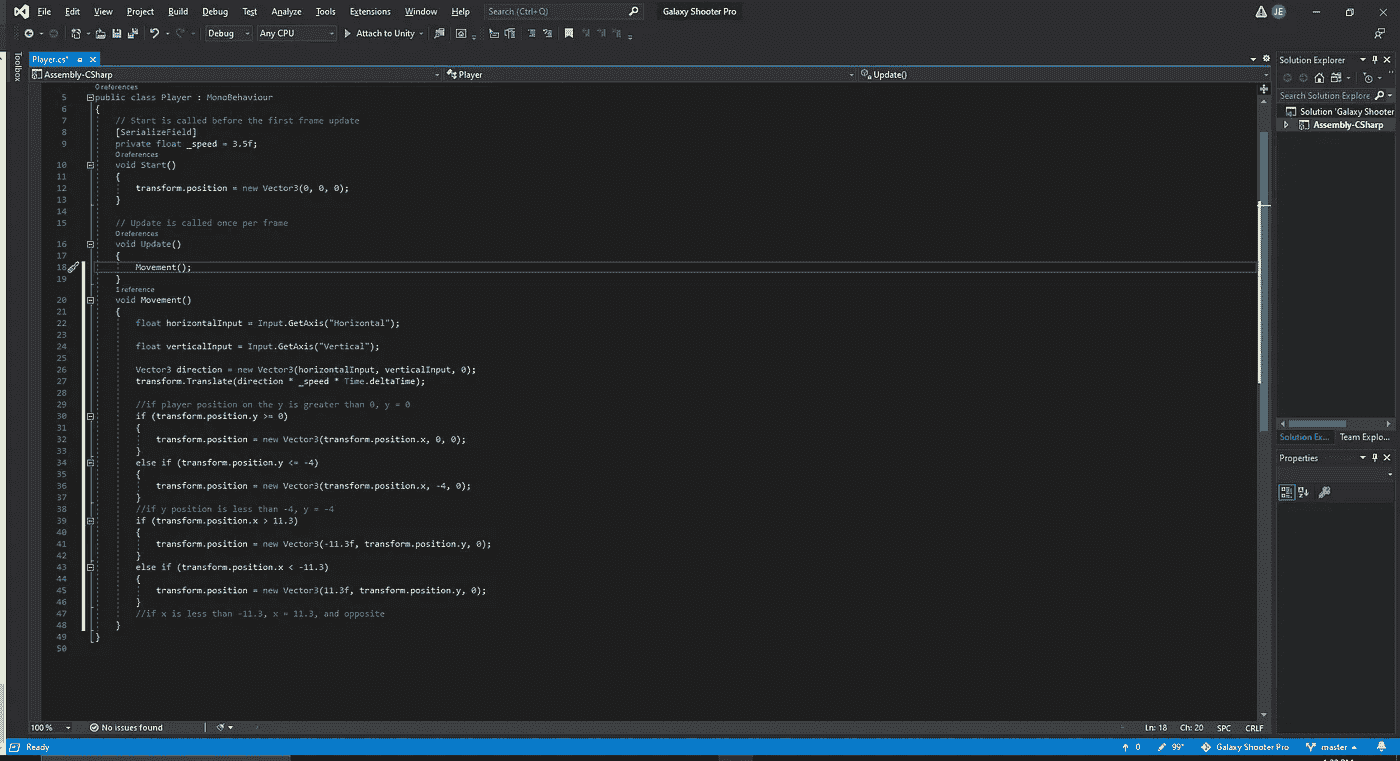 File Edit View Project Build Debug Test Analyze Tools Extensions Window Help Search (Ctrl+Q) Galaxy Shooter Pro JE
Debug Any CPU Attach to Unity
Toolbox
Player.cs*
Solution Explorer
Assembly-CSharp Player Update()
Search Solution Explore
Solution 'Galaxy Shooter
Assembly-CSharp
0 references
5 public class Player : MonoBehaviour
6 {
7 // Start is called before the first frame update
8 [SerializeField]
9 private float _speed = 3.5f;
0 references
10 void Start()
11 {
12 transform.position = new Vector3(0, 0, 0);
13 }
14
15 // Update is called once per frame
0 references
16 void Update()
17 {
18 Movement();
19 }
1 reference
20 void Movement()
21 {
22 float horizontalInput = Input.GetAxis("Horizontal");
23
24 float verticalInput = Input.GetAxis("Vertical");
25
26 Vector3 direction = new Vector3(horizontalInput, verticalInput, 0);
27 transform.Translate(direction * _speed * Time.deltaTime);
28
29 //if player position on the y is greater than 0, y = 0
30 if (transform.position.y >= 0)
31 {
32 transform.position = new Vector3(transform.position.x, 0, 0);
33 }
34 else if (transform.position.y <= -4)
35 {
36 transform.position = new Vector3(transform.position.x, -4, 0);
37 }
38 //if y position is less than -4, y = -4
39 if (transform.position.x > 11.3)
40 {
41 transform.position = new Vector3(-11.3f, transform.position.y, 0);
42 }
43 else if (transform.position.x < -11.3)
44 {
45 transform.position = new Vector3(11.3f, transform.position.y, 0);
46 }
47 //if x is less than -11.3, x = 11.3, and opposite
48 }
49 }
50
Solution Ex... Team Explo...
Properties
100 % No issues found Ln: 18 Ch: 20 SPC CRLF
Ready 0 99* Galaxy Shooter Pro master